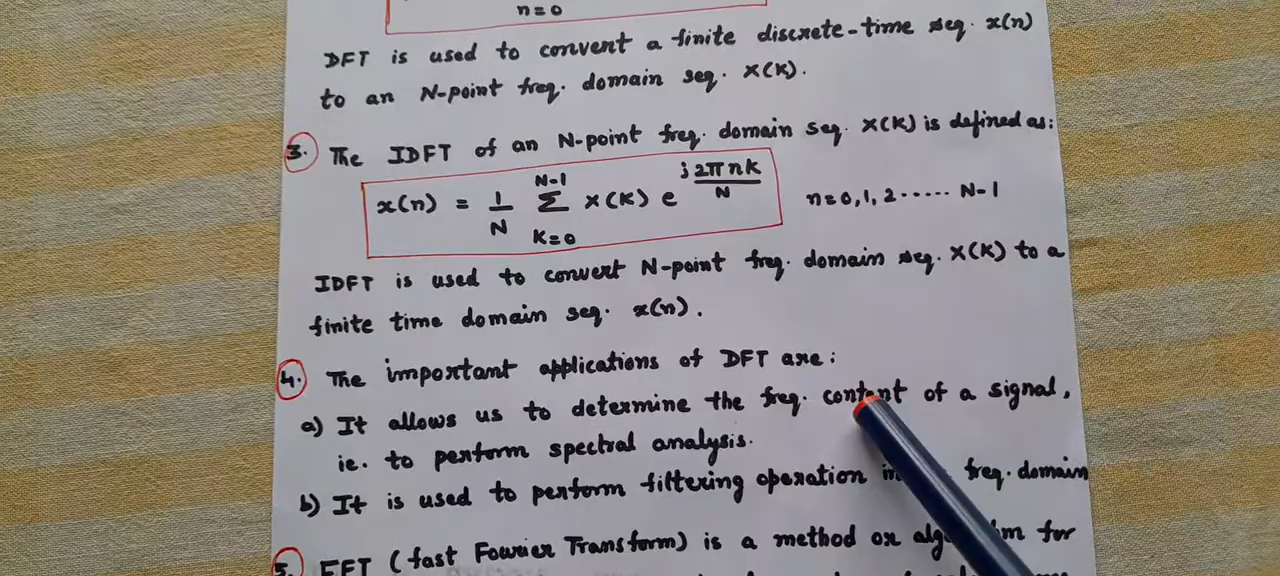 n=0
DFT is used to convert a finite discrete-time seq. x(n)
to an N-point freq. domain seq. X(K).
3. The IDFT of an N-point freq. domain seq. X(K) is defined as:
x(n) = 1/N N-1 Σ K=0 X(K) e j2πnk/N n=0,1,2..... N-1
IDFT is used to convert N-point freq. domain seq. X(K) to a
finite time domain seq. x(n).
4. The important applications of DFT are:
a) It allows us to determine the freq. content of a signal,
ie. to perform spectral analysis.
b) It is used to perform filtering operation in freq. domain
5. FFT (fast Fourier Transform) is a method or for